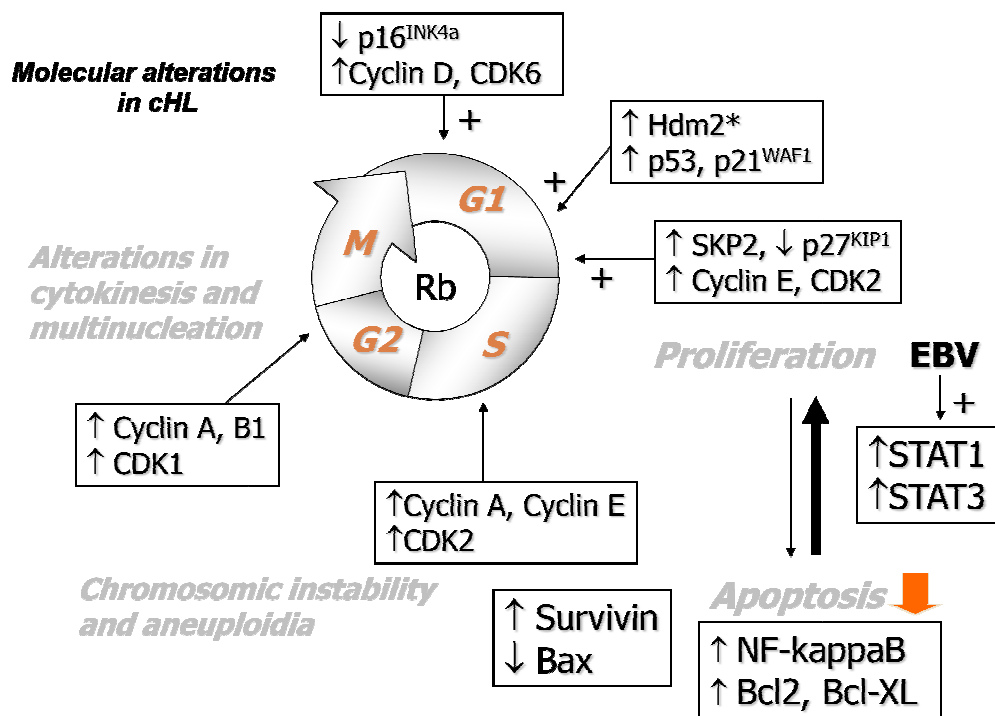 Molecular alterations
in cHL
↓ p16INK4a
↑Cyclin D, CDK6
+
↑ Hdm2*
↑ p53, p21WAF1
+
↑ SKP2, ↓ p27KIP1
↑ Cyclin E, CDK2
+
G1
M
Rb
G2
S
Alterations in
cytokinesis and
multinucleation
↑ Cyclin A, B1
↑ CDK1
↑Cyclin A, Cyclin E
↑CDK2
Chromosomic instability
and aneuploidia
Proliferation
EBV
+
↑STAT1
↑STAT3
Apoptosis
↑ Survivin
↓ Bax
↑ NF-kappaB
↑ Bcl2, Bcl-XL